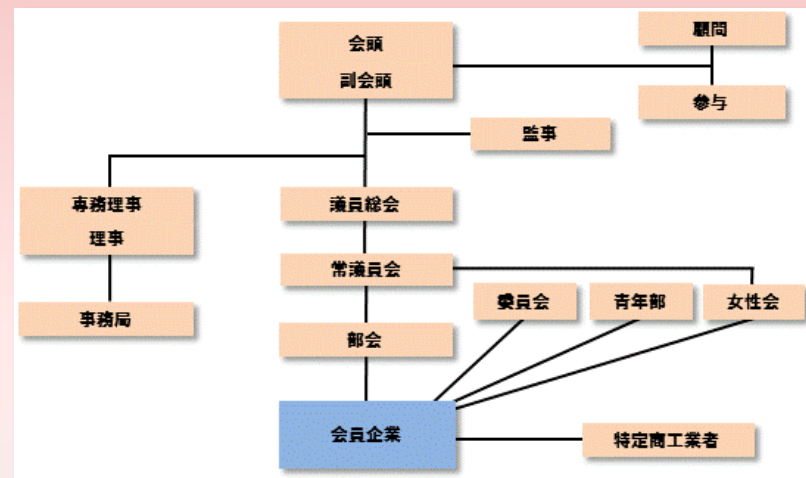 会頭
副会頭
顧問
参与
監事
専務理事
理事
議員総会
常議員会
事務局
部会
委員会
青年部
女性会
会員企業
特定商工業者